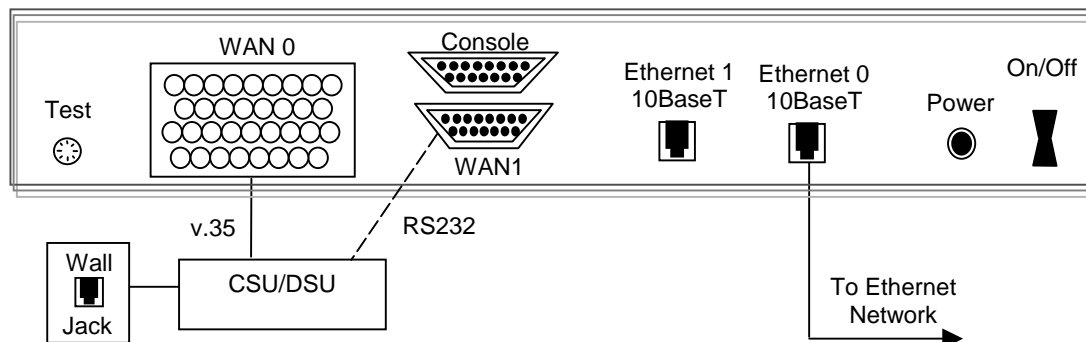 WAN 0
Console
Ethernet 1
10BaseT
Ethernet 0
10BaseT
On/Off
Test
Power
WAN1
v.35
RS232
Wall
Jack
CSU/DSU
To Ethernet
Network